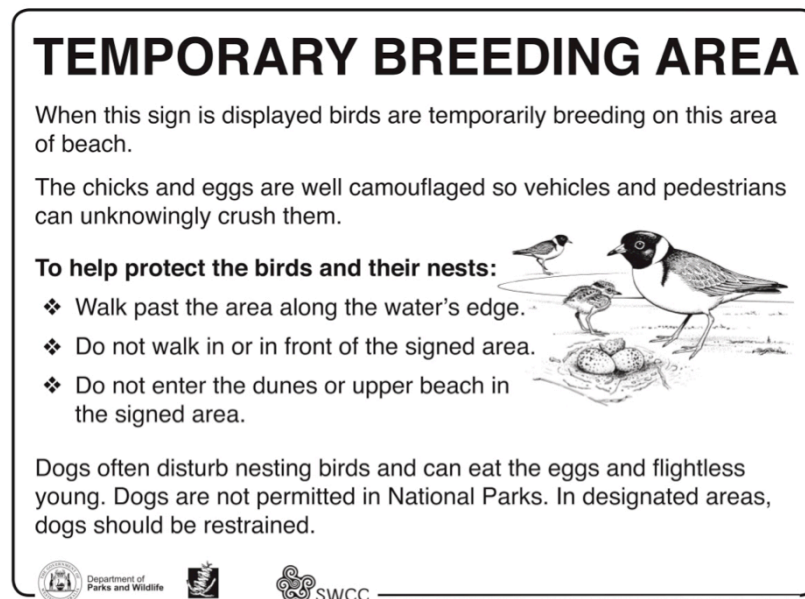 TEMPORARY BREEDING AREA
When this sign is displayed birds are temporarily breeding on this area
of beach.
The chicks and eggs are well camouflaged so vehicles and pedestrians
can unknowingly crush them.
To help protect the birds and their nests:
❖ Walk past the area along the water's edge.
❖ Do not walk in or in front of the signed area.
❖ Do not enter the dunes or upper beach in
the signed area.
Dogs often disturb nesting birds and can eat the eggs and flightless
young. Dogs are not permitted in National Parks. In designated areas,
dogs should be restrained.
Department of
Parks and Wildlife
SWCC